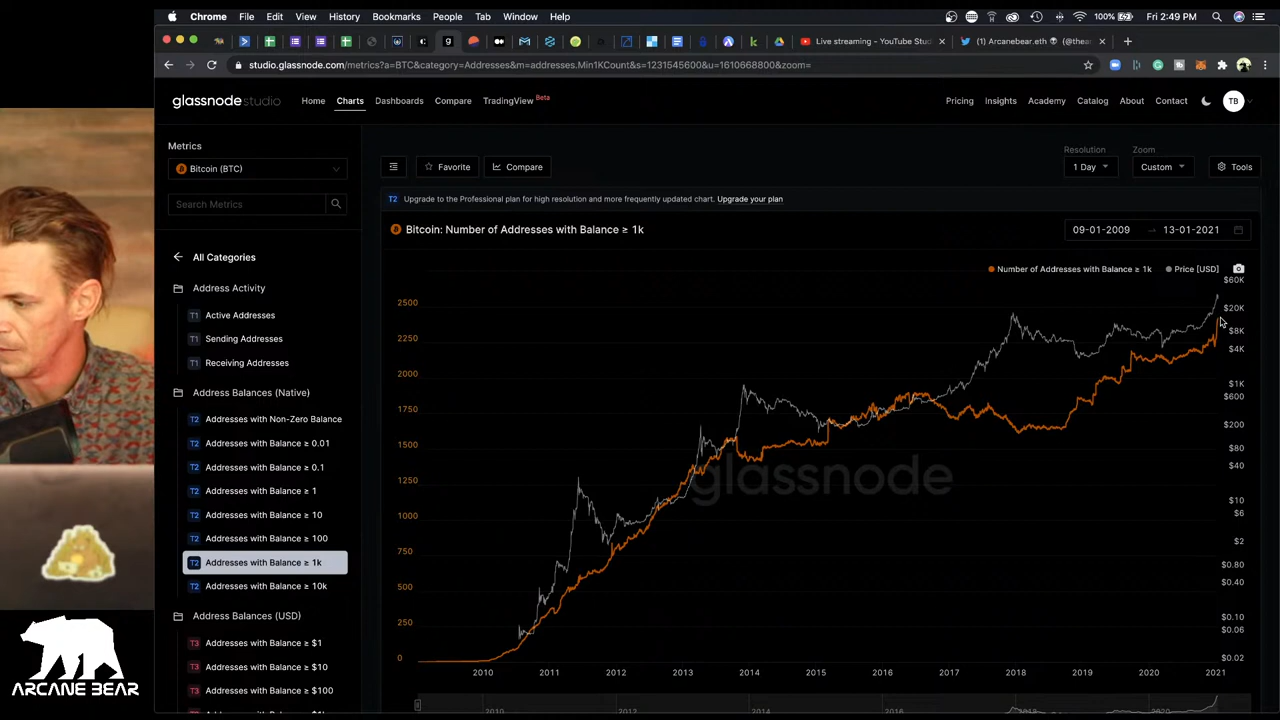 Chrome File Edit View History Bookmarks People Tab Window Help
100% Fri 2:49 PM
Live streaming - YouTube Stu
Arcanebear.eth (@thear
studio.glassnode.com/metrics?a=BTC&category=Addresses&m=addresses.Min1KCount&s=1231545600&u=1610668800&zoom=
glassnodestudio Home Charts Dashboards Compare TradingView Beta Pricing Insights Academy Catalog About Contact TB
Metrics
Bitcoin (BTC)
Search Metrics
All Categories
Address Activity
T1 Active Addresses
T1 Sending Addresses
T1 Receiving Addresses
Address Balances (Native)
T2 Addresses with Non-Zero Balance
T2 Addresses with Balance ≥ 0.01
T2 Addresses with Balance ≥ 0.1
T2 Addresses with Balance ≥ 1
T2 Addresses with Balance ≥ 10
T2 Addresses with Balance ≥ 100
T2 Addresses with Balance ≥ 1k
T2 Addresses with Balance ≥ 10k
Address Balances (USD)
T3 Addresses with Balance ≥ $1
T3 Addresses with Balance ≥ $10
T3 Addresses with Balance ≥ $100
Favorite Compare
Resolution
1 Day
Zoom
Custom
Tools
T2 Upgrade to the Professional plan for high resolution and more frequently updated chart. Upgrade your plan
Bitcoin: Number of Addresses with Balance ≥ 1k
09-01-2009 → 13-01-2021
Number of Addresses with Balance ≥ 1k Price [USD]
2500
2250
2000
1750
1500
1250
1000
750
500
250
0
$60K
$20K
$8K
$4K
$1K
$600
$200
$80
$40
$10
$6
$2
$0.80
$0.40
$0.10
$0.06
$0.02
glassnode
2010 2011 2012 2013 2014 2015 2016 2017 2018 2019 2020 2021
2010 2012 2014 2016 2018 2020
ARCANE BEAR